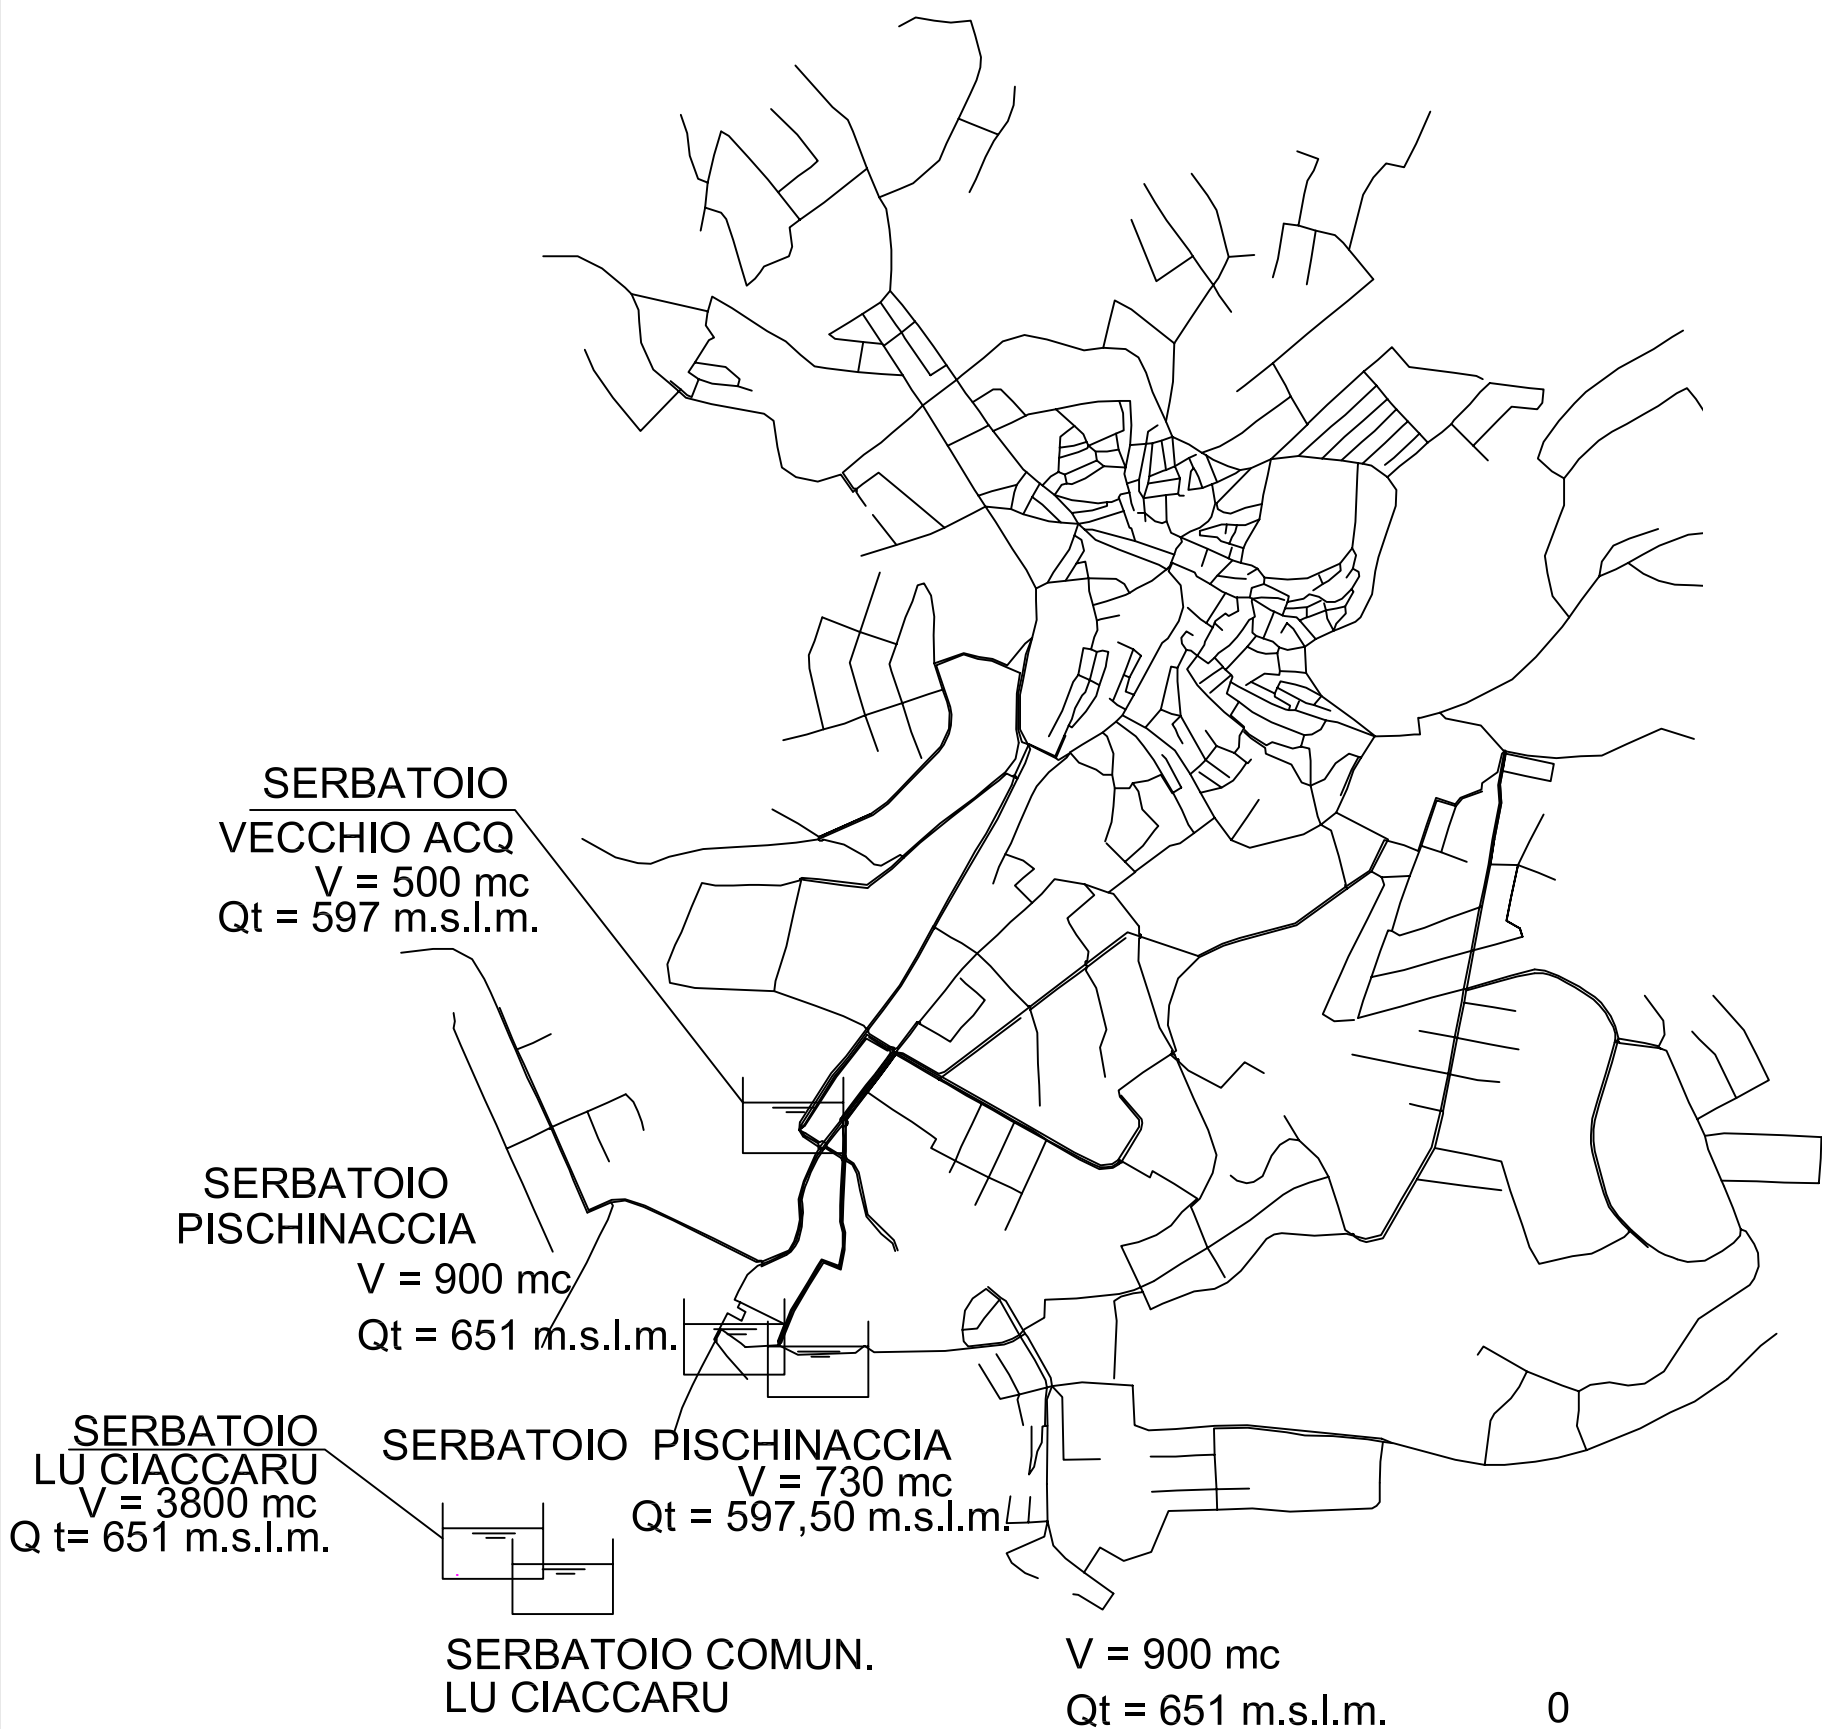 SERBATOIO
VECCHIO ACQ
V = 500 mc
Qt = 597 m.s.l.m.
SERBATOIO
PISCHINACCIA
V = 900 mc
Qt = 651 m.s.l.m.
SERBATOIO
LU CIACCARU
V = 3800 mc
Q t= 651 m.s.l.m.
SERBATOIO PISCHINACCIA
V = 730 mc
Qt = 597,50 m.s.l.m.
SERBATOIO COMUN.
LU CIACCARU
V = 900 mc
Qt = 651 m.s.l.m.
0